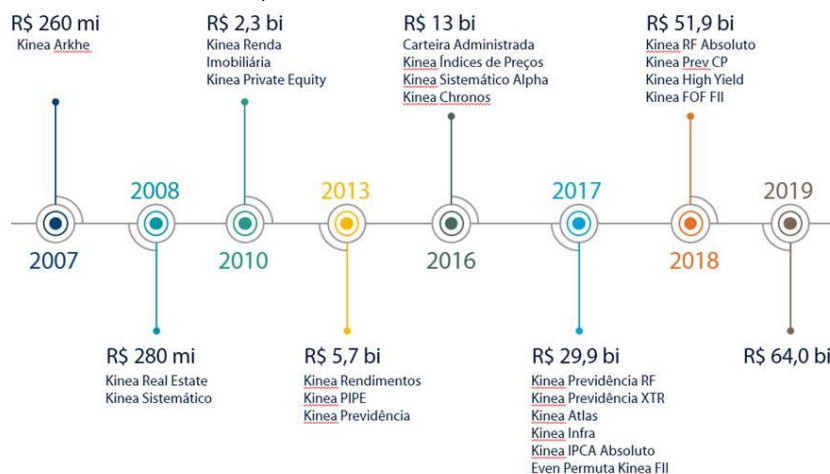 R$ 260 mi
Kinea Arkhe
R$ 2,3 bi
Kinea Renda
Imobiliária
Kinea Private Equity
R$ 13 bi
Carteira Administrada
Kinea Índices de Preços
Kinea Sistemático Alpha
Kinea Chronos
R$ 51,9 bi
Kinea RF Absoluto
Kinea Prev CP
Kinea High Yield
Kinea FOF FII
2008
2013
2017
2019
2007
2010
2016
2018
R$ 280 mi
Kinea Real Estate
Kinea Sistemático
R$ 5,7 bi
Kinea Rendimentos
Kinea PIPE
Kinea Previdência
R$ 29,9 bi
Kinea Previdência RF
Kinea Previdência XTR
Kinea Atlas
Kinea Infra
Kinea IPCA Absoluto
Even Permuta Kinea FII
R$ 64,0 bi